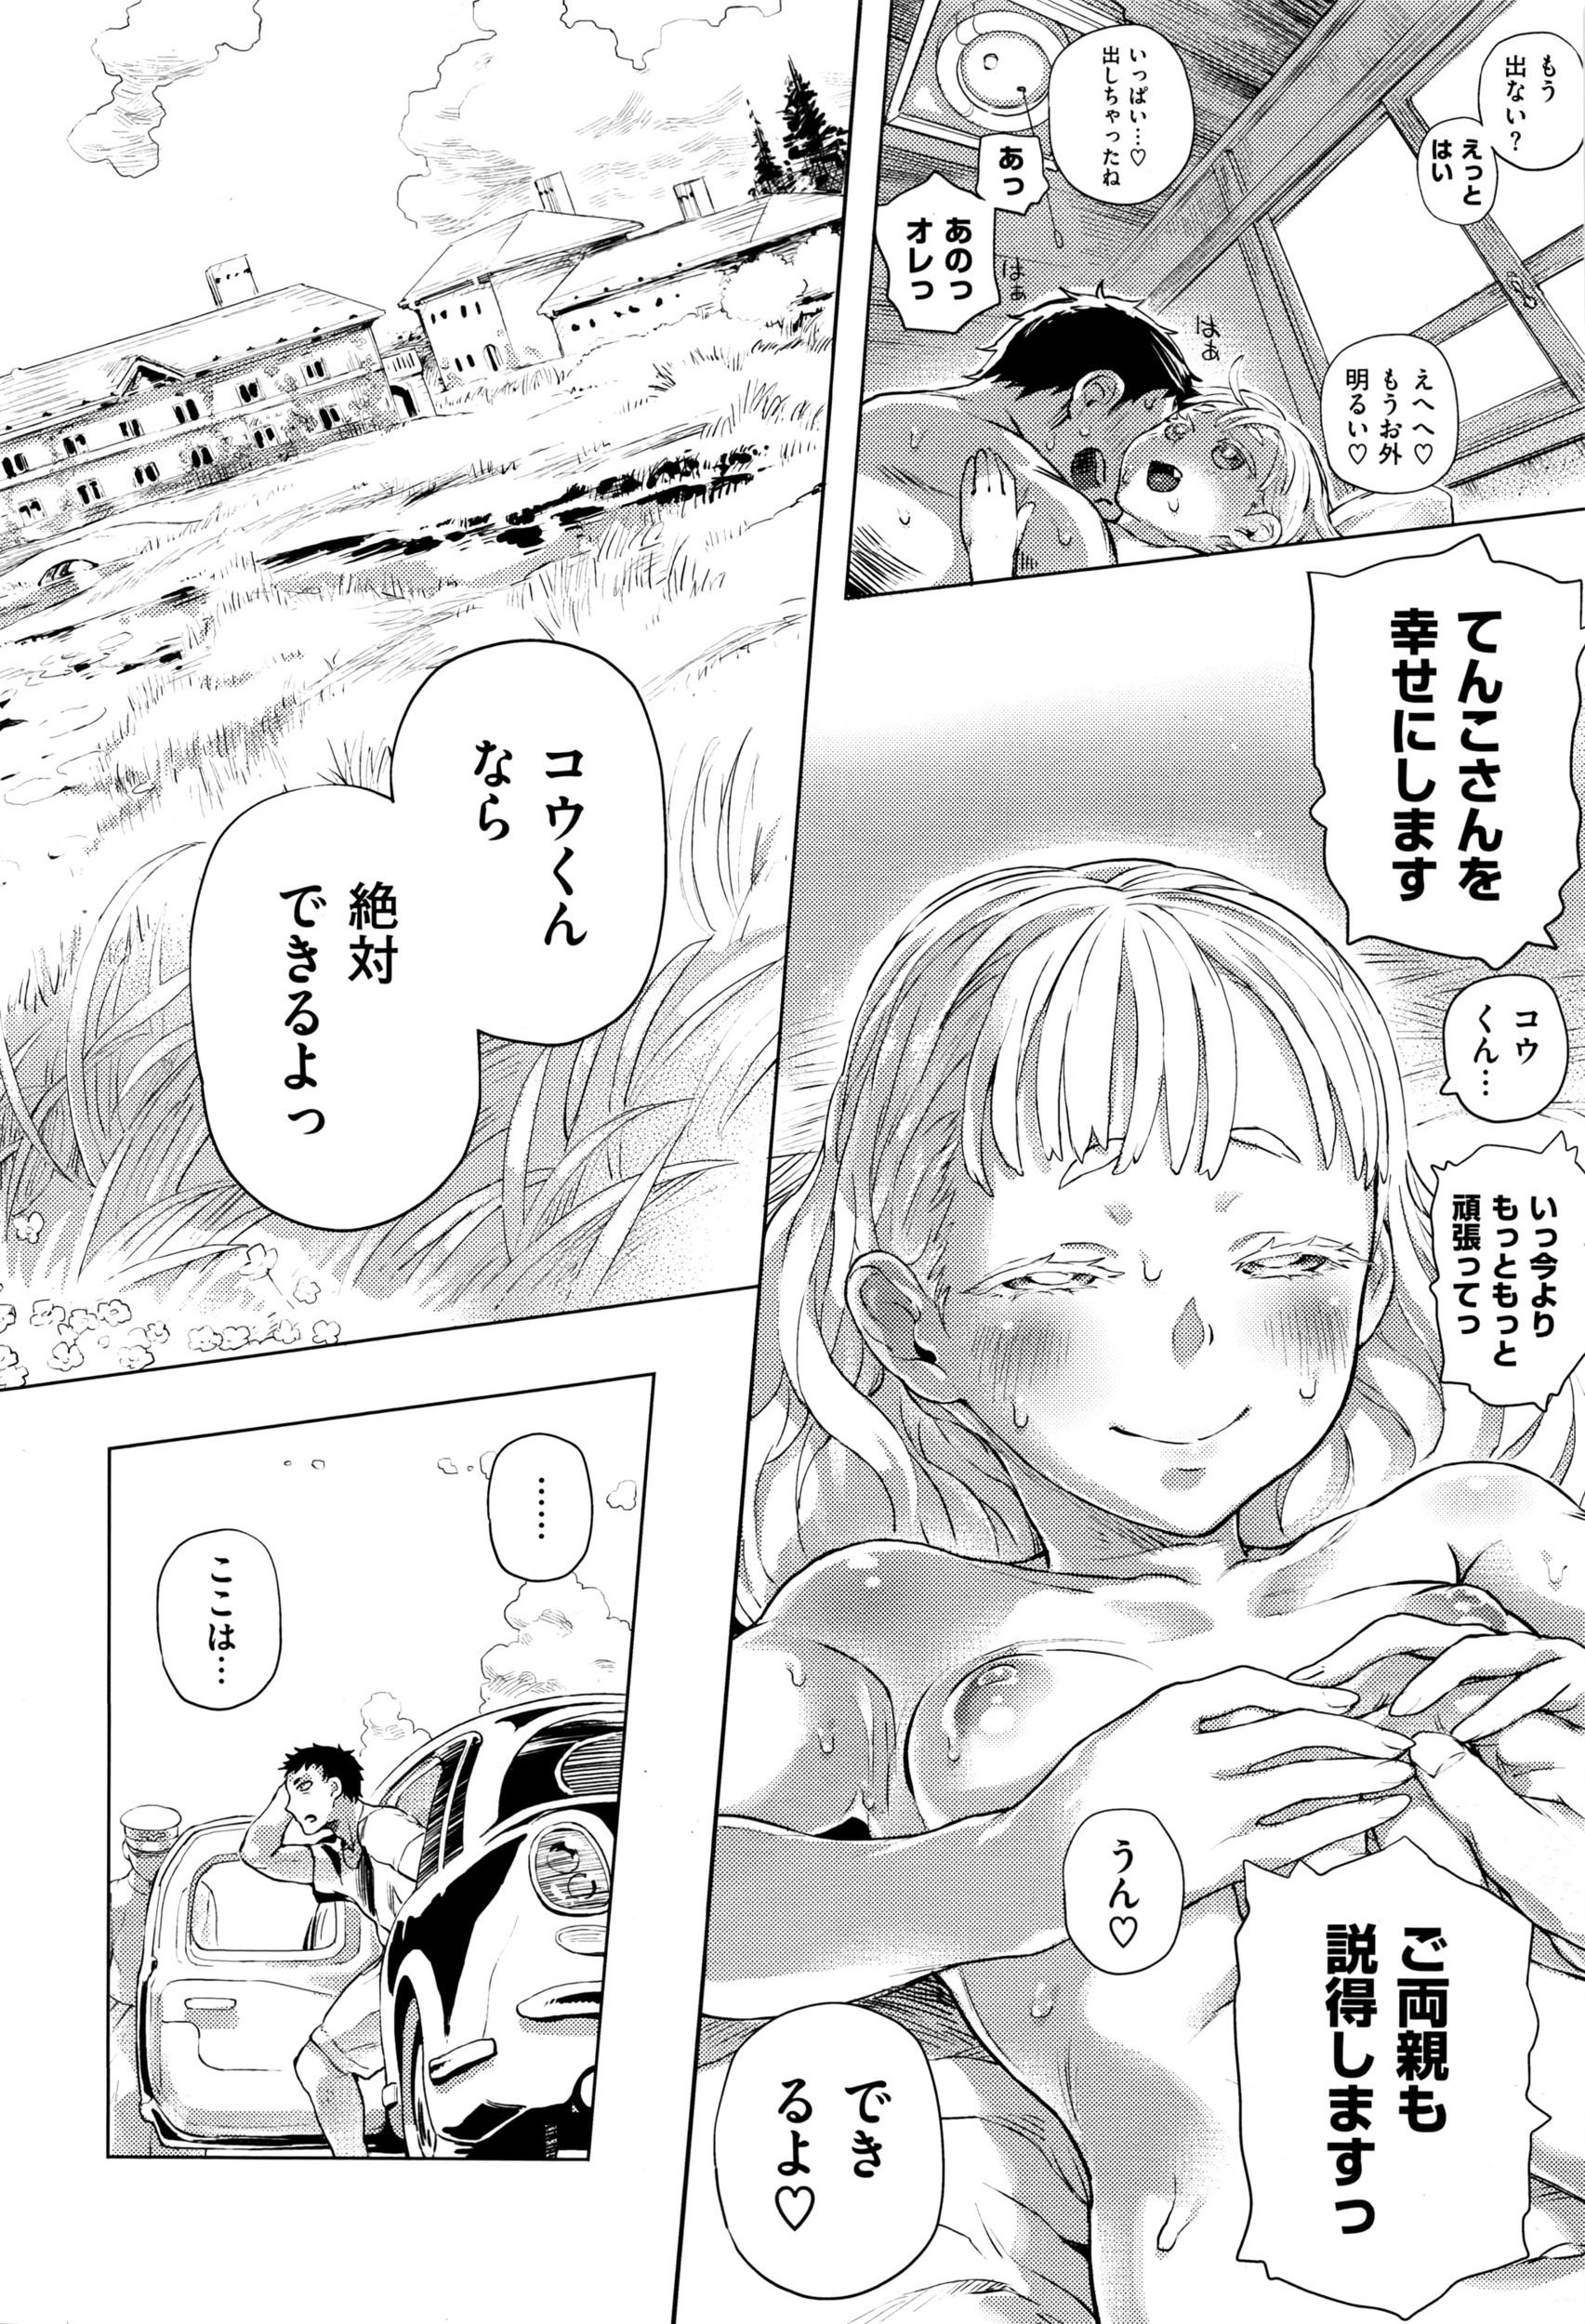 もう
出ない？
えっと
はい
いっぱい…♡
出しちゃったね
あっ
あのっ
オレっ
はぁ
はぁ
えへへ♡
もうお外
明るい♡
てんこさんを
幸せにします
コウ
くん…
いっ今より
もっともっと
頑張ってっ
ご両親も
説得しますっ
うん♡
でき
るよ♡
コウくん
なら
絶対
できるよっ
……
ここは…